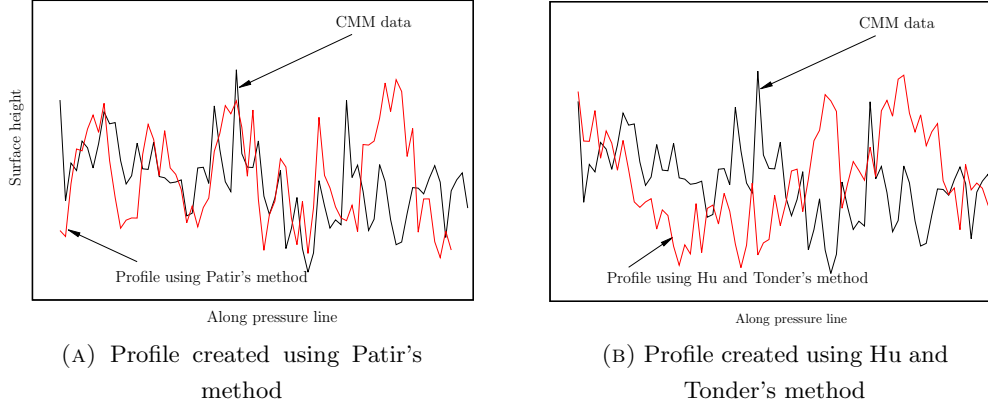 CMM data
Surface height
Profile using Patir's method
Along pressure line
(A) Profile created using Patir's
method
CMM data
Profile using Hu and Tonder's method
Along pressure line
(B) Profile created using Hu and
Tonder's method